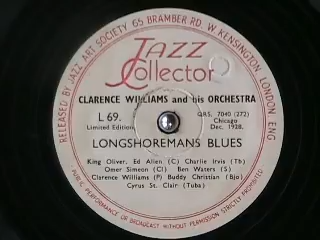 RELEASED BY JAZZ ART SOCIETY 65 BRAMBER RD. W KENSINGTON LONDON ENG
JAZZ
Collector
CLARENCE WILLIAMS and his ORCHESTRA
L 69.
Limited Edition
QRS. 7040 (272)
Chicago
Dec. 1928.
LONGSHOREMANS BLUES
King Oliver, Ed Allen (C) Charlie Irvis (Tb)
Omer Simeon (Cl) Ben Waters (S)
Clarence Williams (P) Buddy Christian (Bjo)
Cyrus St. Clair (Tuba)
PUBLIC PERFORMANCE OR BROADCAST WITHOUT PERMISSION STRICTLY PROHIBITED